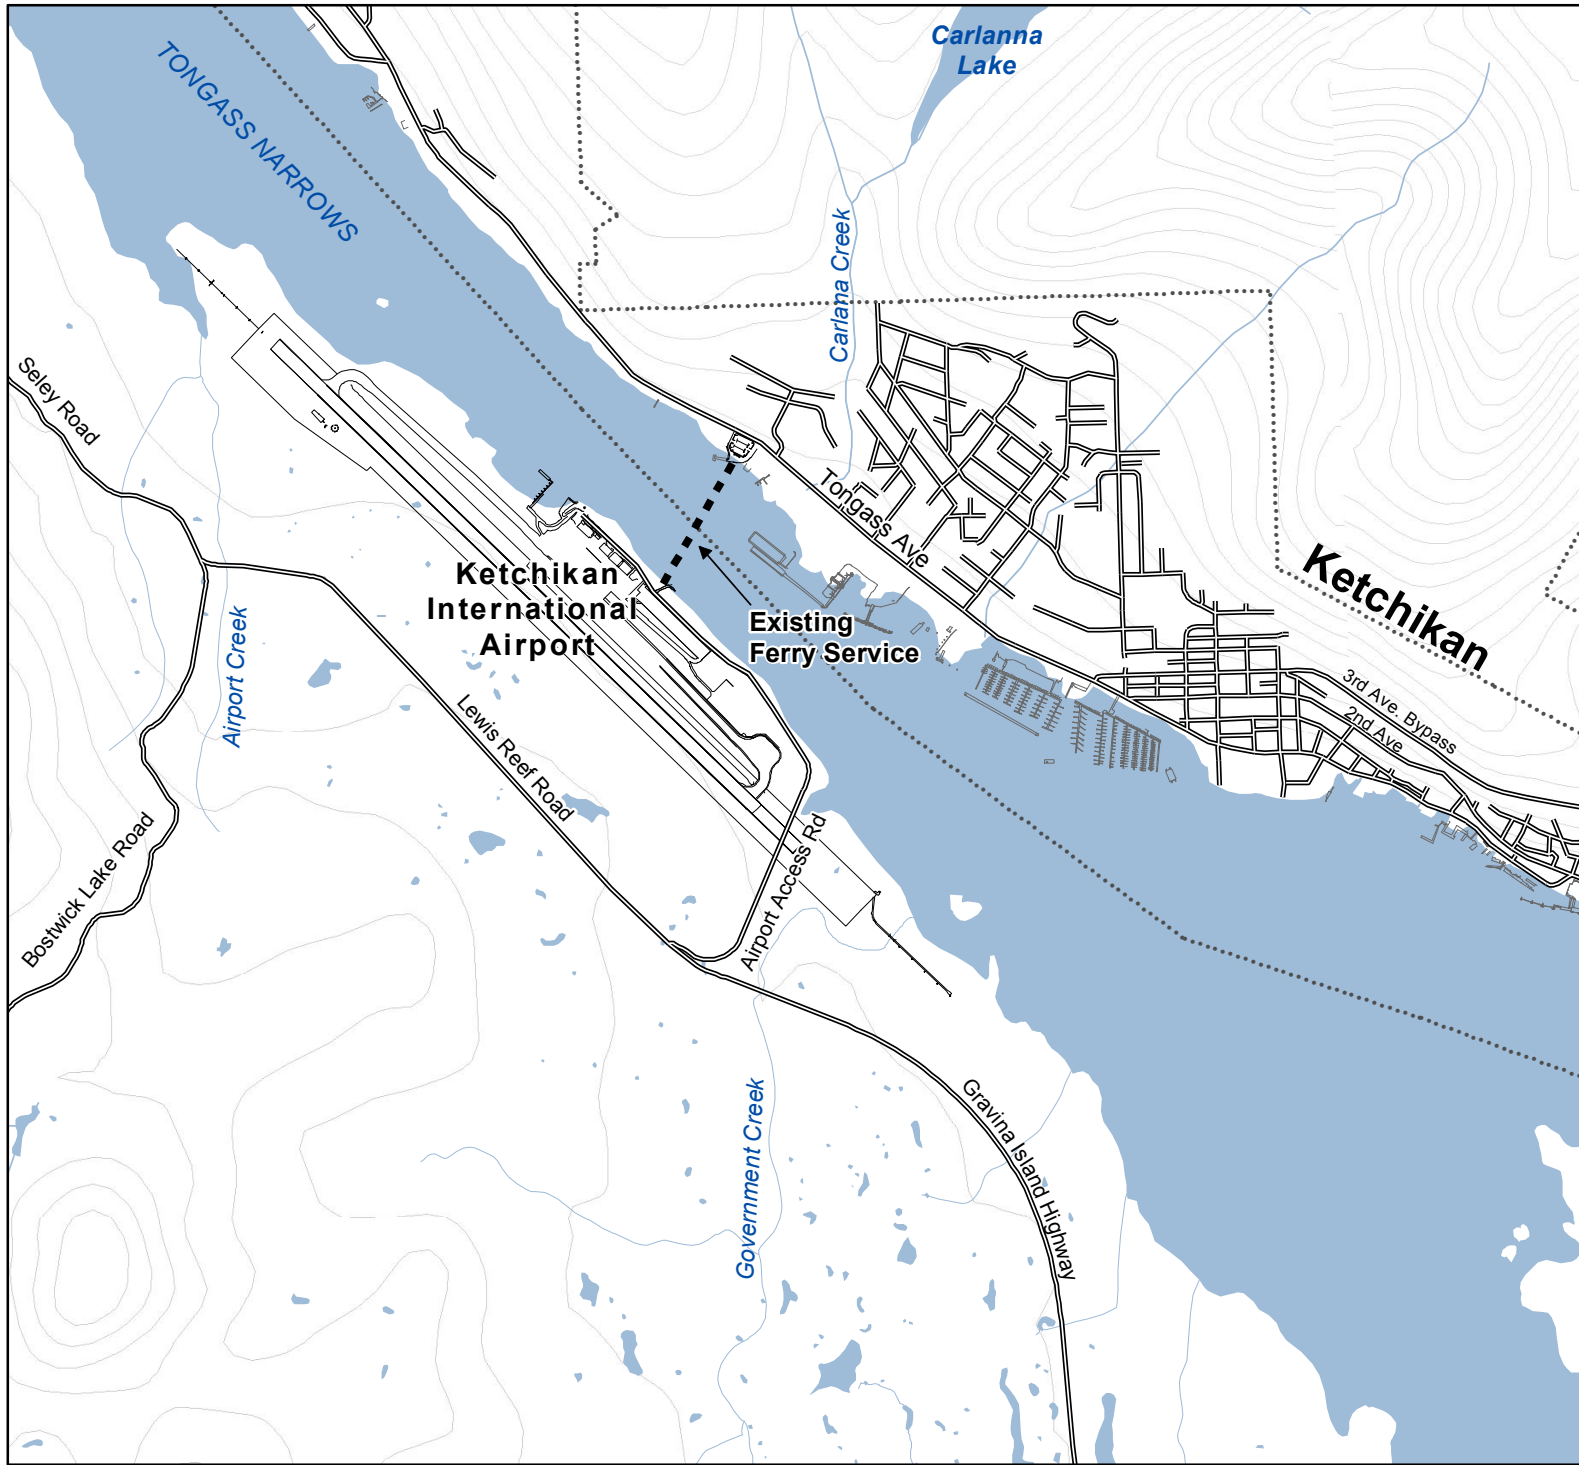 Carlanna
Lake
TONGASS NARROWS
Carlana Creek
Seley Road
Tongass Ave
Ketchikan
International
Airport
Existing
Ferry Service
Ketchikan
Airport Creek
3rd Ave. Bypass
2nd Ave
Lewis Reef Road
Bostwick Lake Road
Airport Access Rd
Government Creek
Gravina Island Highway